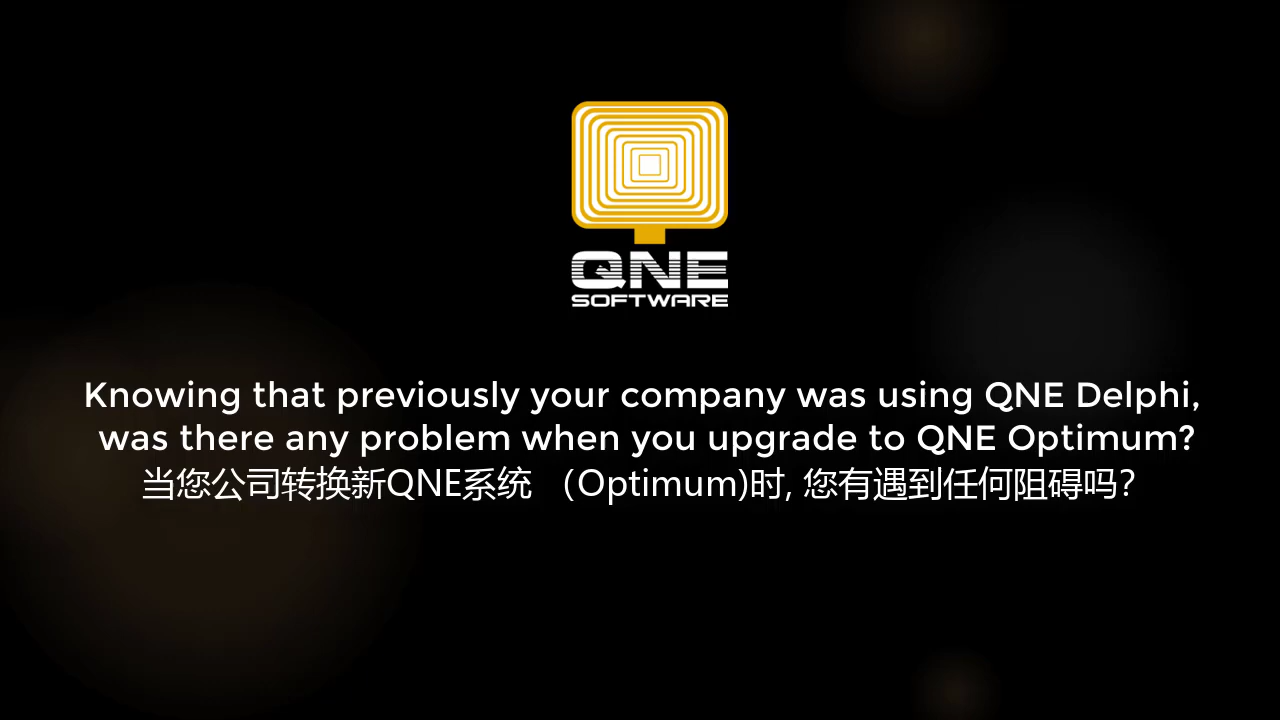 QNE
SOFTWARE
Knowing that previously your company was using QNE Delphi,
was there any problem when you upgrade to QNE Optimum?
当您公司转换新QNE系统 （Optimum)时, 您有遇到任何阻碍吗?